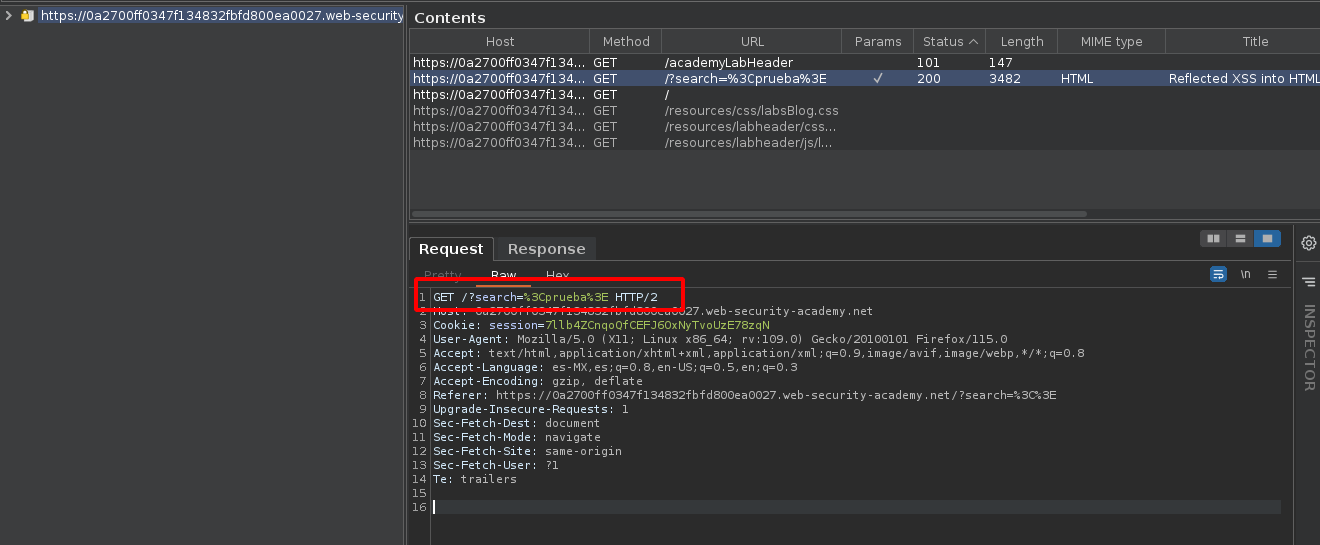 https://0a2700ff0347f134832fbfd800ea0027.web-security
Contents
Host Method URL Params Status Length MIME type Title
https://0a2700ff0347f134... GET /academyLabHeader 101 147
https://0a2700ff0347f134... GET /?search=%3Cprueba%3E ✓ 200 3482 HTML Reflected XSS into HTML
https://0a2700ff0347f134... GET /
https://0a2700ff0347f134... GET /resources/css/labsBlog.css
https://0a2700ff0347f134... GET /resources/labheader/css...
https://0a2700ff0347f134... GET /resources/labheader/js/l...
Request Response
Pretty Raw Hex \n
1 GET /?search=%3Cprueba%3E HTTP/2
2 Host: 0a2700ff0347f134832fbfd800ea0027.web-security-academy.net
3 Cookie: session=7llb4ZCnqoQfCEFJ6OxNyTvoUzE78zqN
4 User-Agent: Mozilla/5.0 (X11; Linux x86_64; rv:109.0) Gecko/20100101 Firefox/115.0
5 Accept: text/html,application/xhtml+xml,application/xml;q=0.9,image/avif,image/webp,*/*;q=0.8
6 Accept-Language: es-MX,es;q=0.8,en-US;q=0.5,en;q=0.3
7 Accept-Encoding: gzip, deflate
8 Referer: https://0a2700ff0347f134832fbfd800ea0027.web-security-academy.net/?search=%3C%3E
9 Upgrade-Insecure-Requests: 1
10 Sec-Fetch-Dest: document
11 Sec-Fetch-Mode: navigate
12 Sec-Fetch-Site: same-origin
13 Sec-Fetch-User: ?1
14 Te: trailers
15
16
INSPECTOR